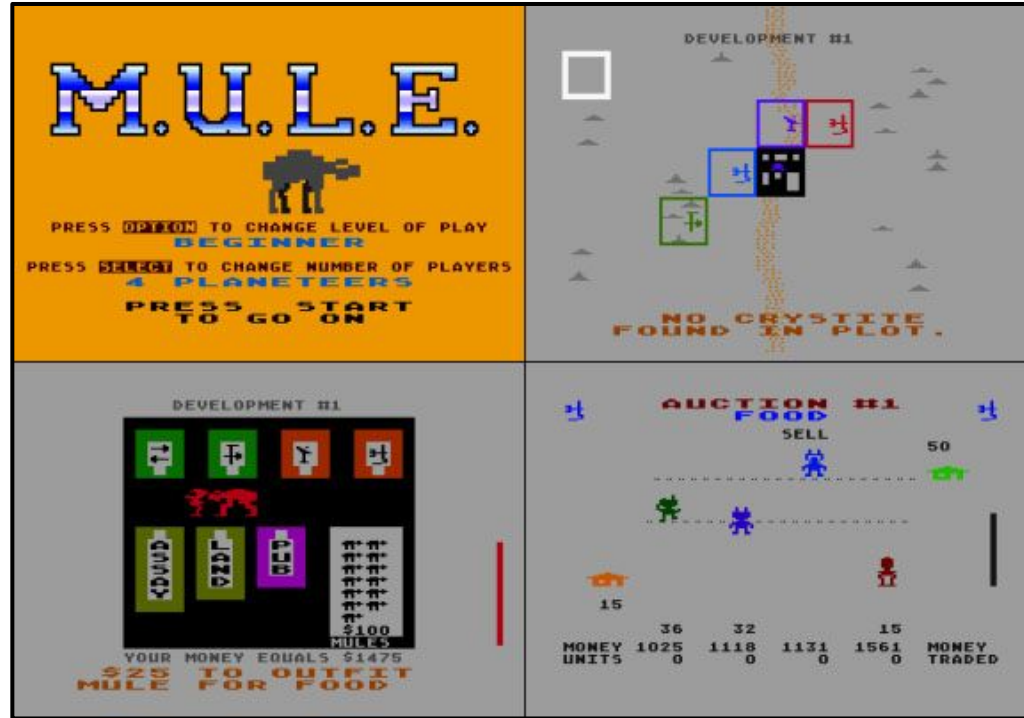 M.U.L.E.
PRESS OPTION TO CHANGE LEVEL OF PLAY
BEGINNER
PRESS SELECT TO CHANGE NUMBER OF PLAYERS
4 PLANETEERS
PRESS START
TO GO ON
DEVELOPMENT #1
NO CRYSTITE
FOUND IN PLOT.
DEVELOPMENT #1
ASSAY
LAND
PUB
$100
MULES
YOUR MONEY EQUALS $1475
$25 TO OUTFIT
MULE FOR FOOD
AUCTION #1
FOOD
SELL
50
15
36 32 15
MONEY 1025 1118 1131 1561 MONEY
UNITS 0 0 0 0 TRADED